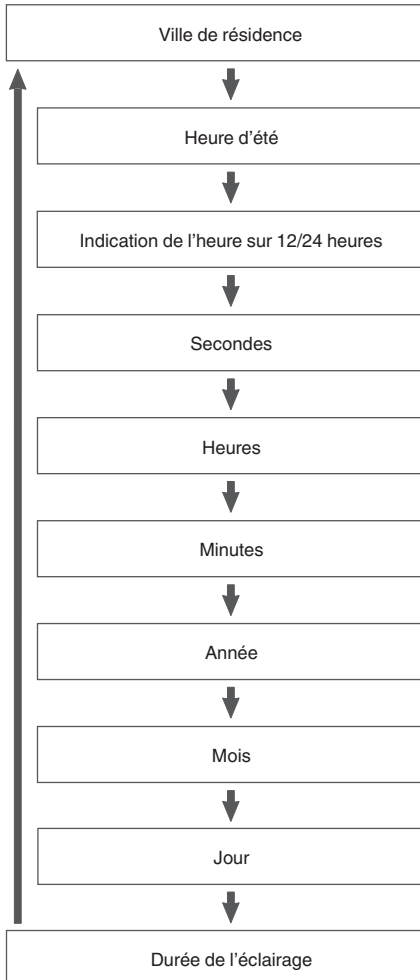 Ville de résidence
Heure d’été
Indication de l’heure sur 12/24 heures
Secondes
Heures
Minutes
Année
Mois
Jour
Durée de l’éclairage